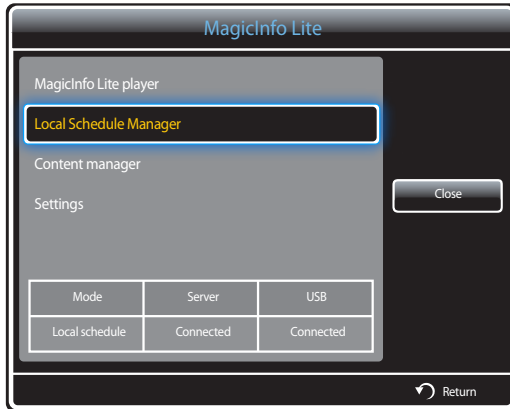 MagicInfo Lite
MagicInfo Lite player
Local Schedule Manager
Content manager
Settings
Close
Mode Server USB
Local schedule Connected Connected
Return